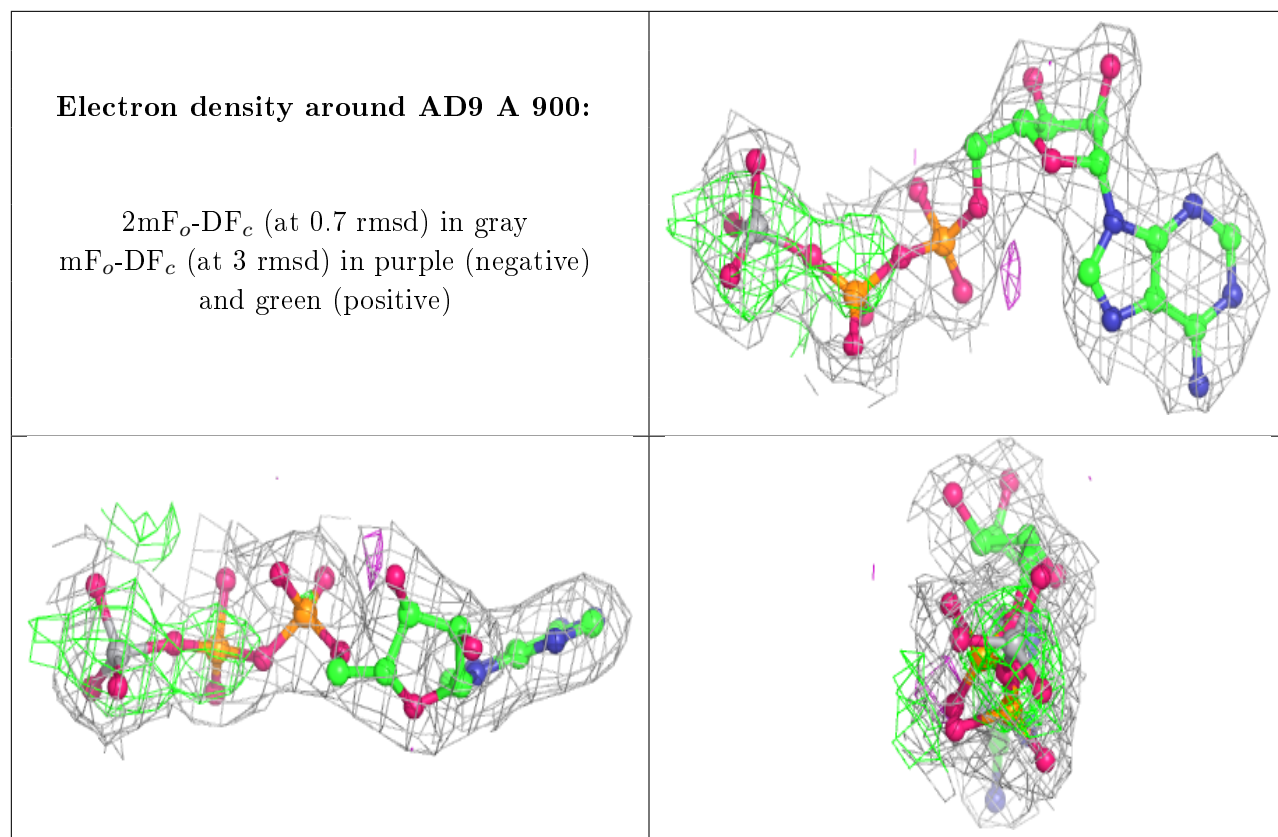 Electron density around AD9 A 900:
2mFₒ-DF𝒸 (at 0.7 rmsd) in gray
mFₒ-DF𝒸 (at 3 rmsd) in purple (negative)
and green (positive)